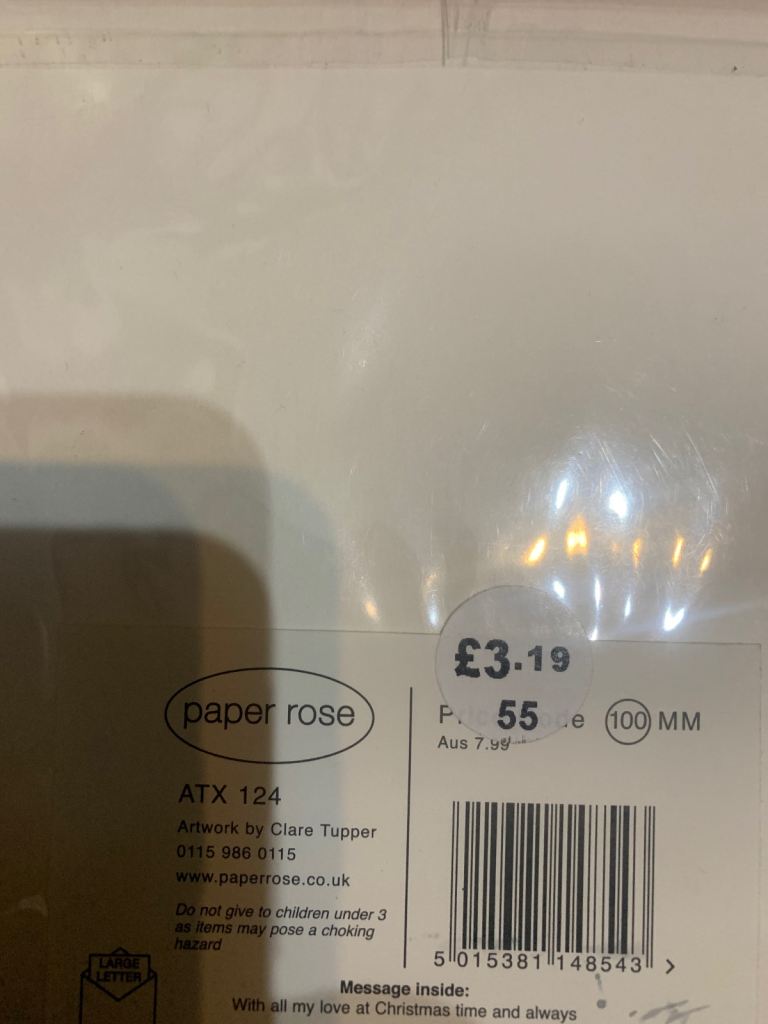 £3.19
55
paper rose
100 MM
Aus 7.99
ATX 124
Artwork by Clare Tupper
0115 986 0115
www.paperrose.co.uk
Do not give to children under 3
as items may pose a choking
hazard
5 015381 148543 >
LARGE
LETTER
Message inside:
With all my love at Christmas time and always